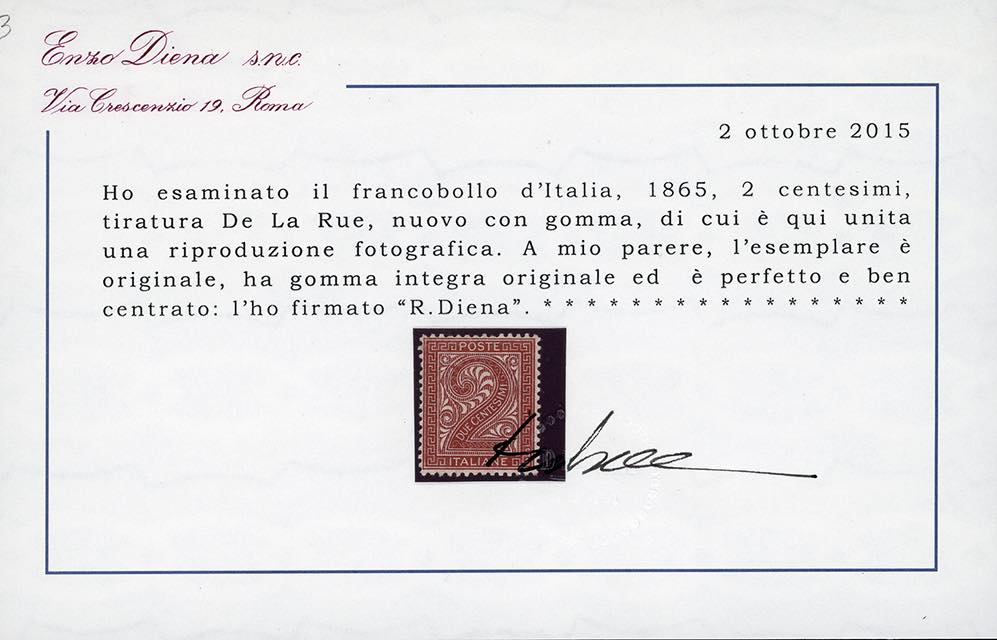 3
Enzo Diena s.n.c.
Via Crescenzio 19, Roma
2 ottobre 2015
Ho esaminato il francobollo d'Italia, 1865, 2 centesimi,
tiratura De La Rue, nuovo con gomma, di cui è qui unita
una riproduzione fotografica. A mio parere, l'esemplare è
originale, ha gomma integra originale ed è perfetto e ben
centrato: l'ho firmato “R.Diena”. * * * * * * * * * * * * * * * * * *
POSTE
2
DUE CENTESIMI
ITALIANE